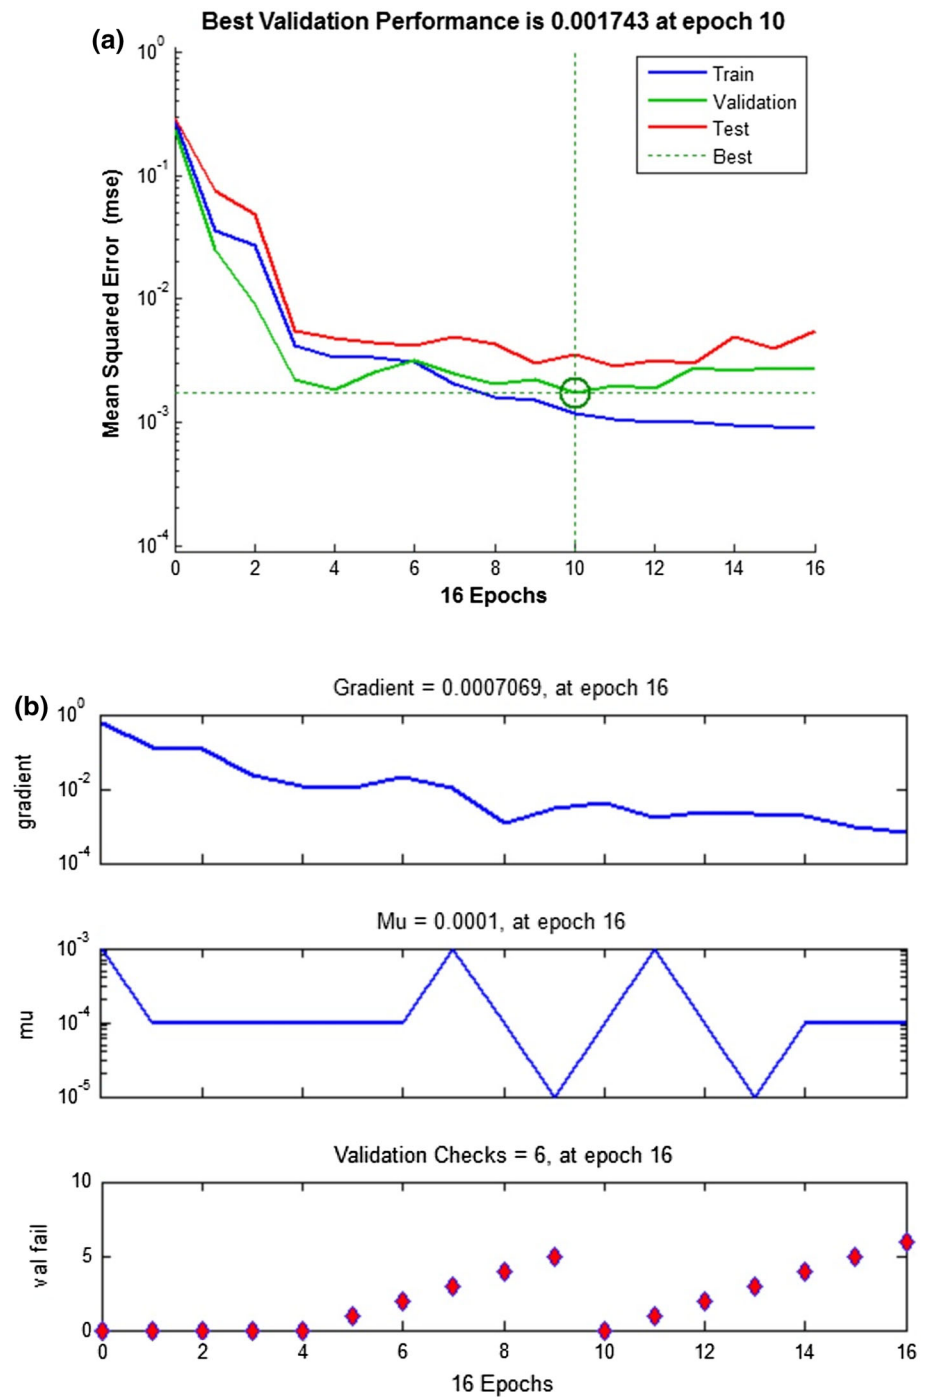 Best Validation Performance is 0.001743 at epoch 10
(a)
10^0
10^-1
10^-2
10^-3
10^-4
Mean Squared Error (mse)
Train
Validation
Test
Best
0 2 4 6 8 10 12 14 16
16 Epochs
(b)
Gradient = 0.0007069, at epoch 16
10^0
10^-2
10^-4
gradient
Mu = 0.0001, at epoch 16
10^-3
10^-4
10^-5
mu
Validation Checks = 6, at epoch 16
10
5
0
val fail
0 2 4 6 8 10 12 14 16
16 Epochs